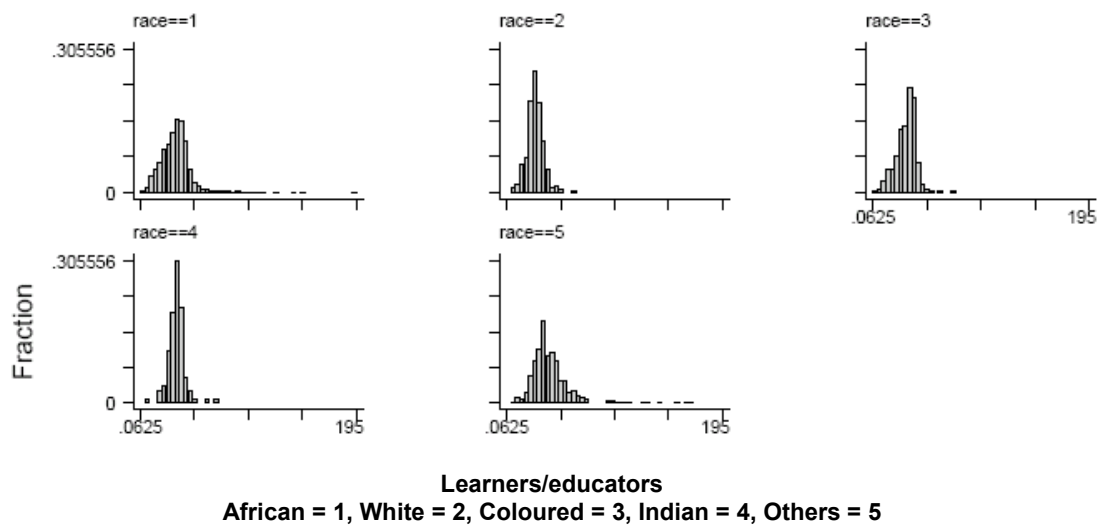 race==1
race==2
race==3
.305556
0
.0625
195
race==4
race==5
.305556
0
.0625
195
.0625
195
Fraction
Learners/educators
African = 1, White = 2, Coloured = 3, Indian = 4, Others = 5